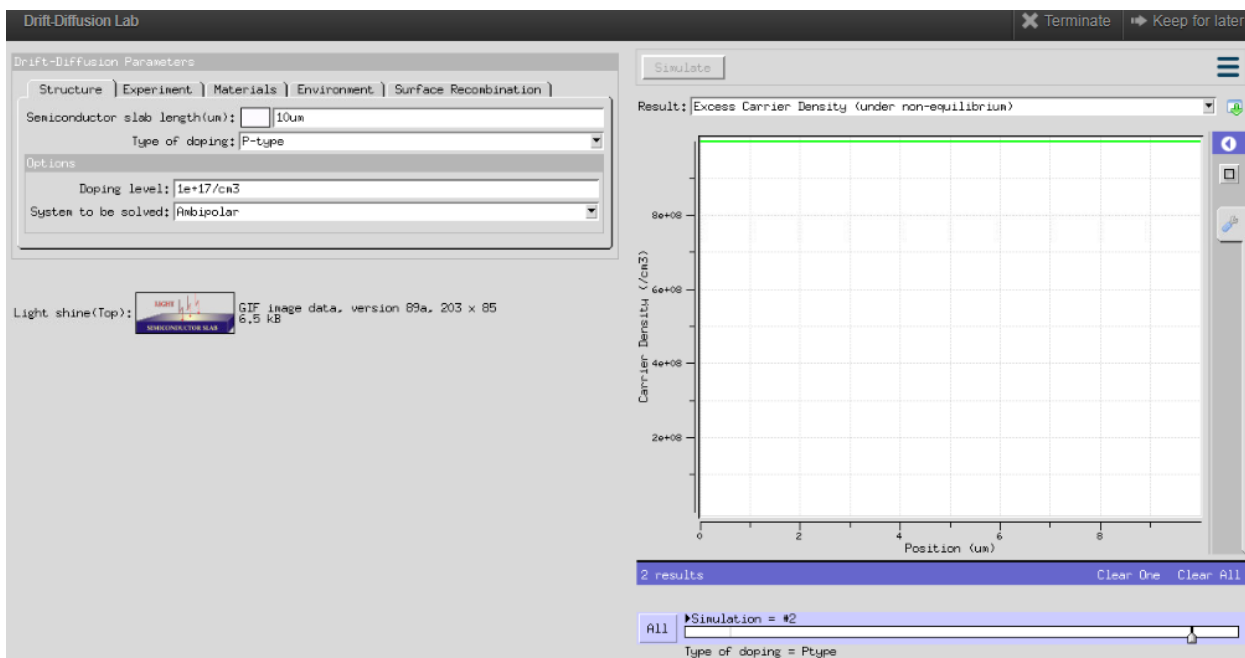 Drift-Diffusion Lab
Terminate
Keep for later
Drift-Diffusion Parameters
Structure
Experiment
Materials
Environment
Surface Recombination
Semiconductor slab length(um): 10um
Type of doping: P-type
Options
Doping level: 1e+17/cm3
System to be solved: Ambipolar
Light shine(Top):
LIGHT
SEMICONDUCTOR SLAB
GIF image data, version 89a, 203 x 85
6.5 kB
Simulate
Result: Excess Carrier Density (under non-equilibrium)
Carrier Density (/cm3)
8e+08
6e+08
4e+08
2e+08
0 2 4 6 8
Position (um)
2 results
Clear One Clear All
All
Simulation = #2
Type of doping = Ptype